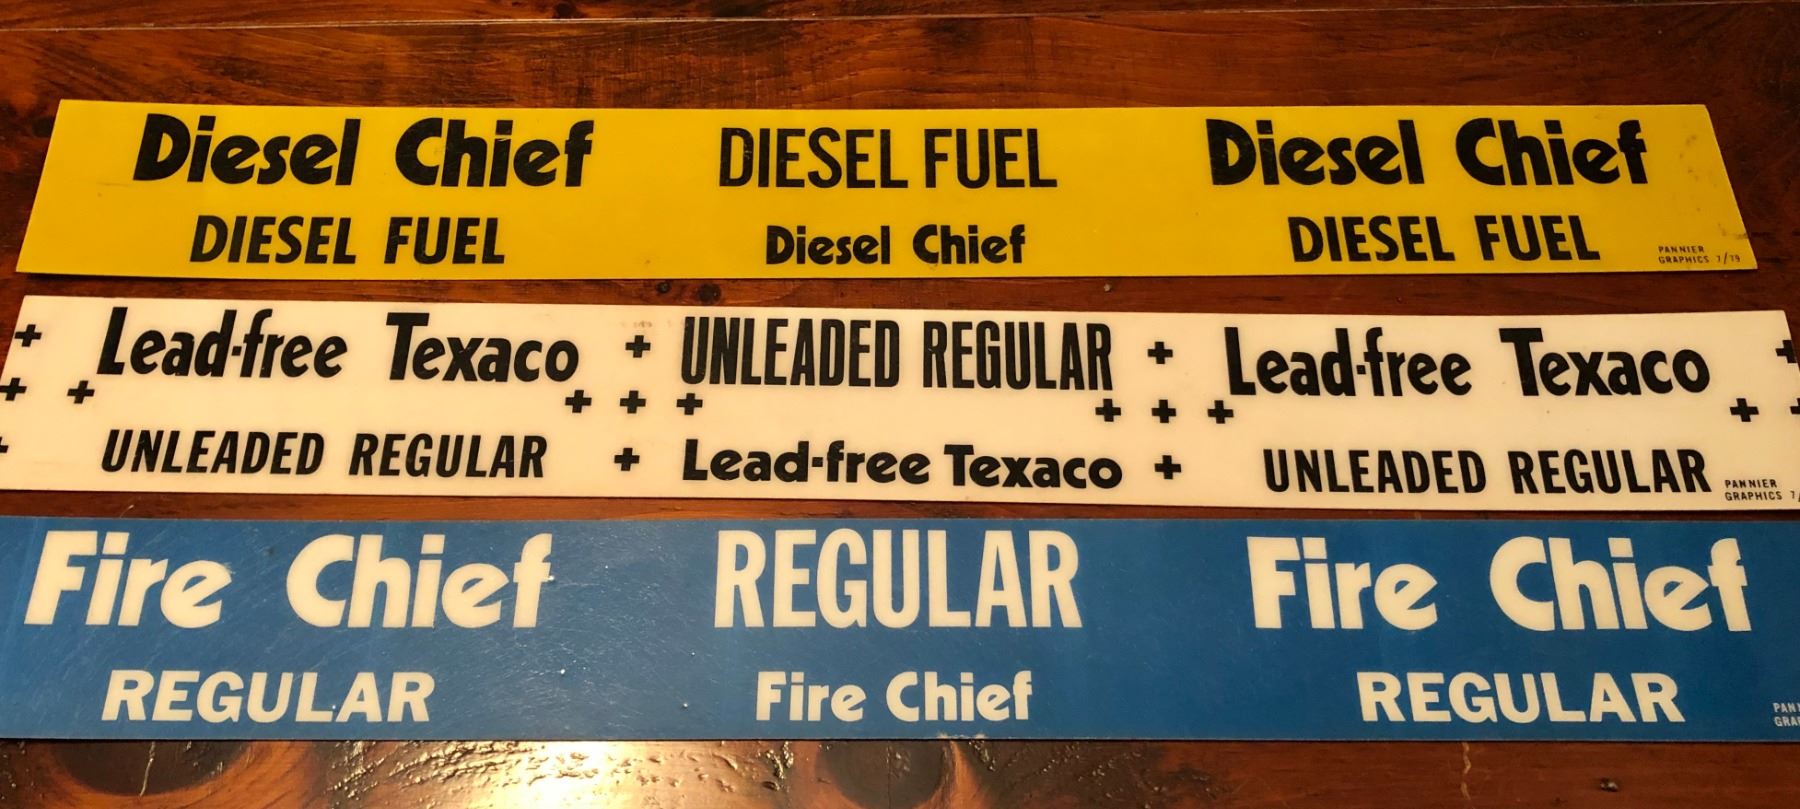 Diesel Chief DIESEL FUEL Diesel Chief
DIESEL FUEL Diesel Chief DIESEL FUEL
PANNIER
GRAPHICS 7/79
+ Lead-free Texaco + UNLEADED REGULAR + Lead-free Texaco +
+ + + + + + + + + +
UNLEADED REGULAR + Lead-free Texaco + UNLEADED REGULAR
PANNIER
GRAPHICS 7/
Fire Chief REGULAR Fire Chief
REGULAR Fire Chief REGULAR